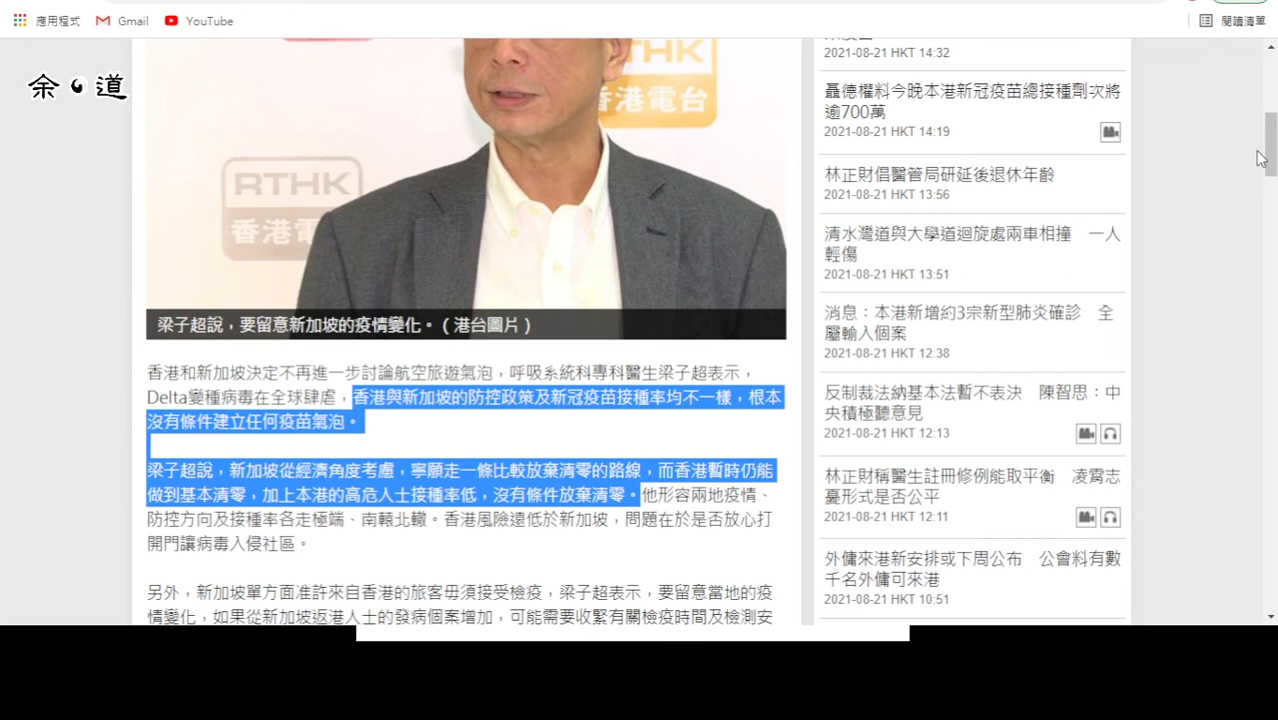 應用程式
Gmail
YouTube
閱讀清單
余道
RTHK
香港電台
RTHK
香港電
梁子超說，要留意新加坡的疫情變化。（港台圖片）
香港和新加坡決定不再進一步討論航空旅遊氣泡，呼吸系統科專科醫生梁子超表示，
Delta變種病毒在全球肆虐，香港與新加坡的防控政策及新冠疫苗接種率均不一樣，根本
沒有條件建立任何疫苗氣泡。
梁子超說，新加坡從經濟角度考慮，寧願走一條比較放棄清零的路線，而香港暫時仍能
做到基本清零，加上本港的高危人士接種率低，沒有條件放棄清零。他形容兩地疫情、
防控方向及接種率各走極端、南轅北轍。香港風險遠低於新加坡，問題在於是否放心打
開門讓病毒入侵社區。
另外，新加坡單方面准許來自香港的旅客毋須接受檢疫，梁子超表示，要留意當地的疫
情變化，如果從新加坡返港人士的發病個案增加，可能需要收緊有關檢疫時間及檢測安
2021-08-21 HKT 14:32
聶德權料今晚本港新冠疫苗總接種劑次將
逾700萬
2021-08-21 HKT 14:19
林正財倡醫管局研延後退休年齡
2021-08-21 HKT 13:56
清水灣道與大學道迴旋處兩車相撞　一人
輕傷
2021-08-21 HKT 13:51
消息：本港新增約3宗新型肺炎確診　全
屬輸入個案
2021-08-21 HKT 12:38
反制裁法納基本法暫不表決　陳智思：中
央積極聽意見
2021-08-21 HKT 12:13
林正財稱醫生註冊修例能取平衡　凌霄志
憂形式是否公平
2021-08-21 HKT 12:11
外傭來港新安排或下周公布　公會料有數
千名外傭可來港
2021-08-21 HKT 10:51